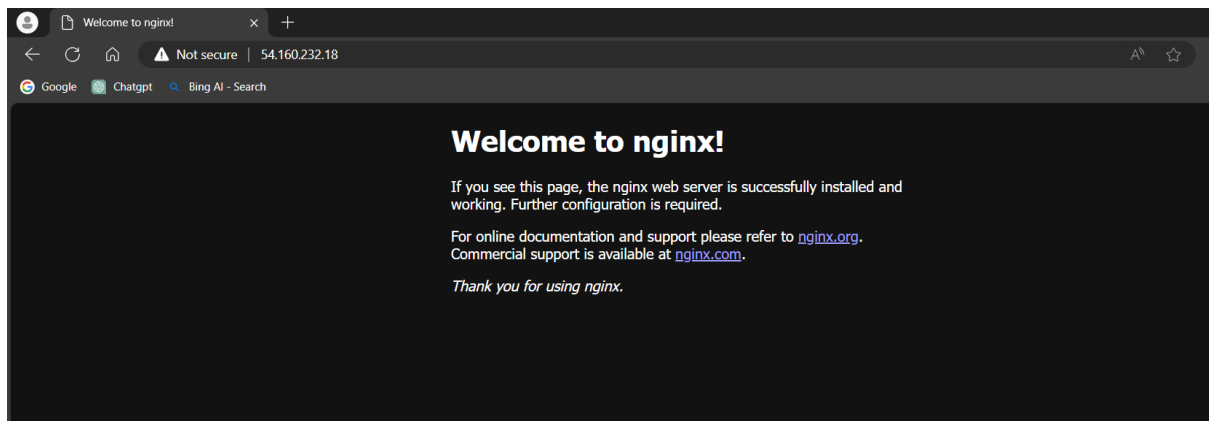 Welcome to nginx!
Not secure | 54.160.232.18
Google Chatgpt Bing AI - Search
Welcome to nginx!
If you see this page, the nginx web server is successfully installed and
working. Further configuration is required.
For online documentation and support please refer to nginx.org.
Commercial support is available at nginx.com.
Thank you for using nginx.